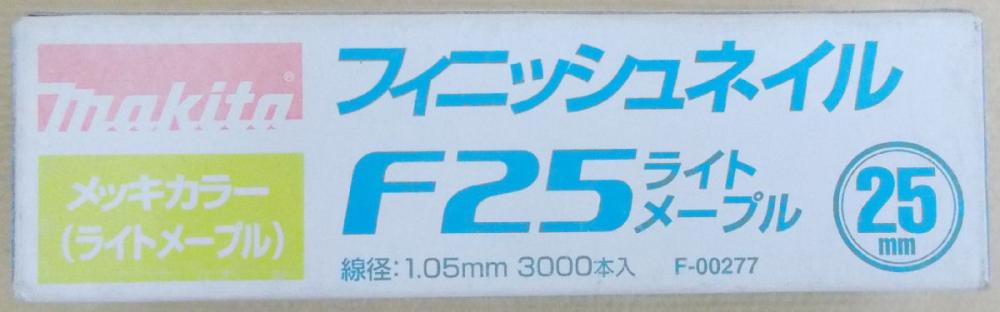 makita®
フィニッシュネイル
メッキカラー
(ライトメープル)
F25 ライト
メープル
25
mm
線径:1.05mm 3000本入 F-00277